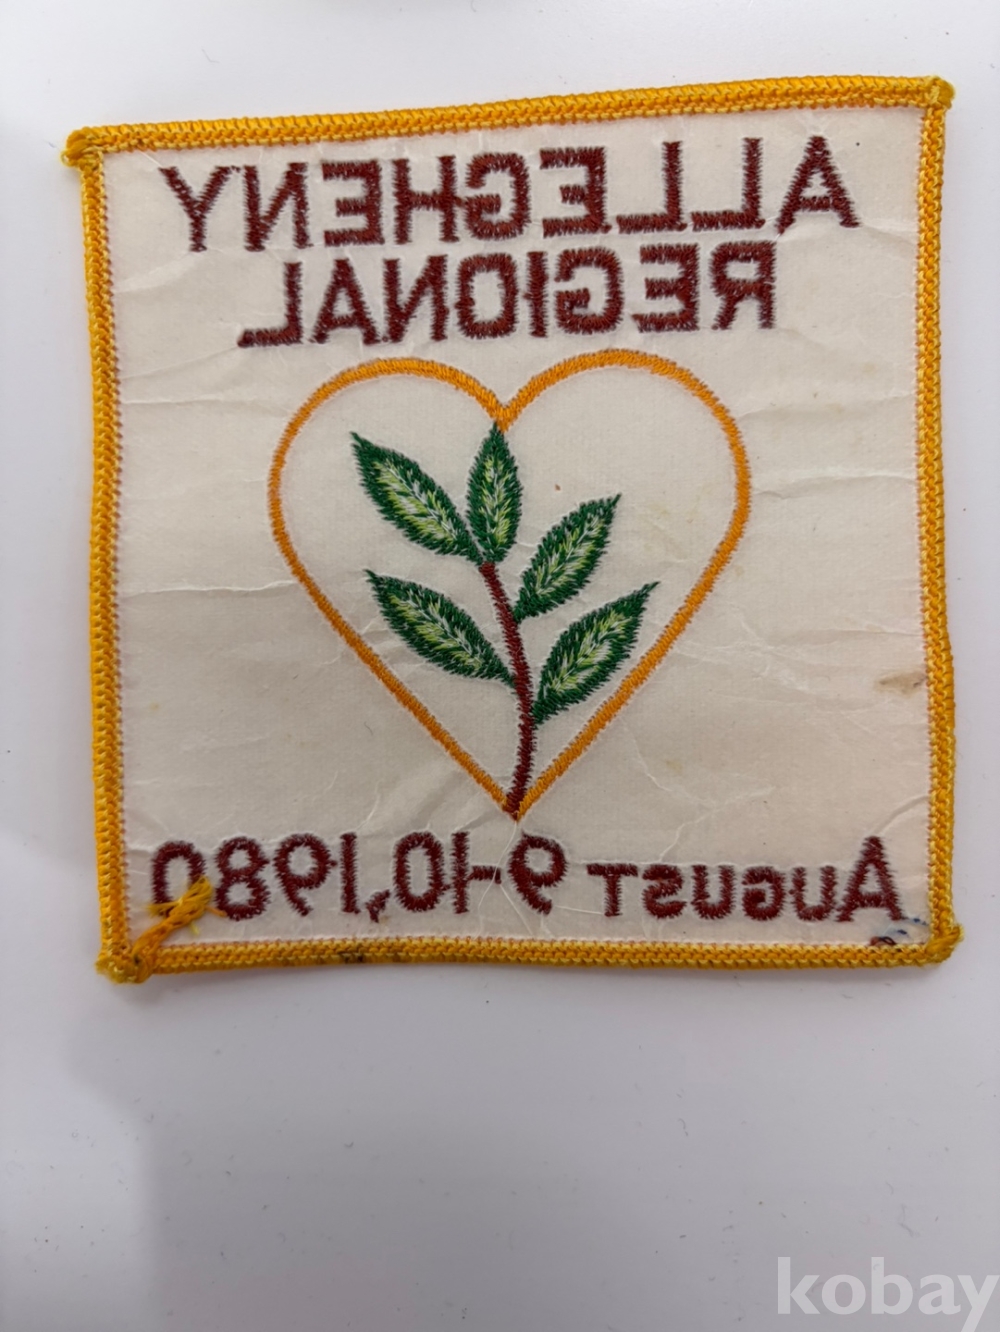 ALLEGHENY
REGIONAL
AUGUST 9-10,1980
kobay